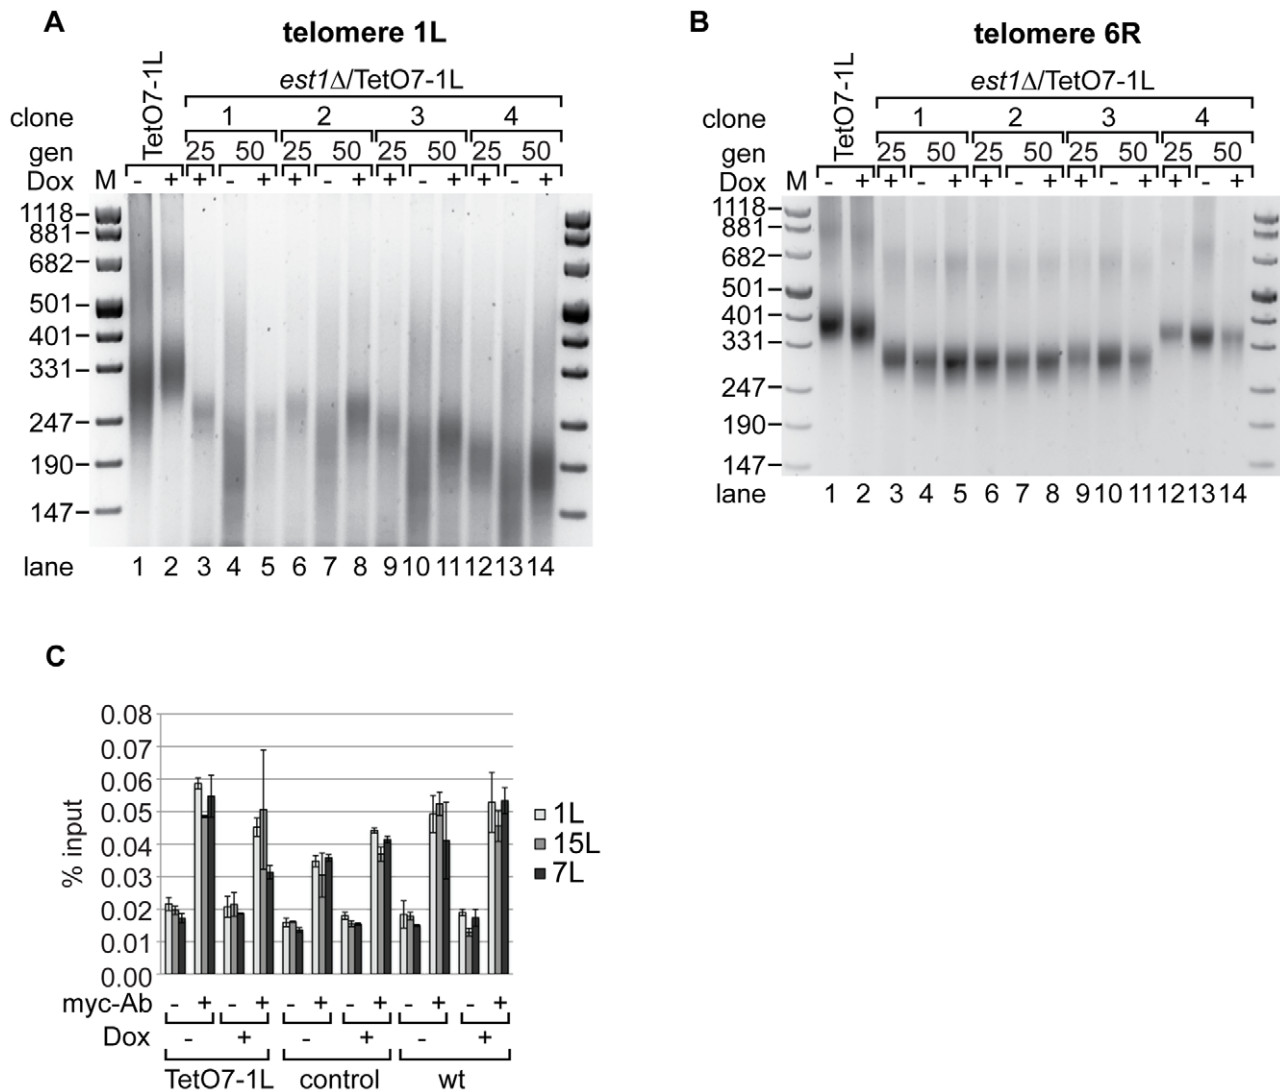 A
telomere 1L
TetO7-1L
est1Δ/TetO7-1L
clone 1 2 3 4
gen 25 50 25 50 25 50 25 50
Dox M - + + - + + - + + - + + - +
1118
881
682
501
401
331
247
190
147
lane 1 2 3 4 5 6 7 8 9 10 11 12 13 14
B
telomere 6R
TetO7-1L
est1Δ/TetO7-1L
clone 1 2 3 4
gen 25 50 25 50 25 50 25 50
Dox M - + + - + + - + + - + + - +
1118
881
682
501
401
331
247
190
147
lane 1 2 3 4 5 6 7 8 9 10 11 12 13 14
C
% input
0.08
0.07
0.06
0.05
0.04
0.03
0.02
0.01
0.00
1L
15L
7L
myc-Ab - + - + - + - + - + - +
Dox - + - + - +
TetO7-1L control wt